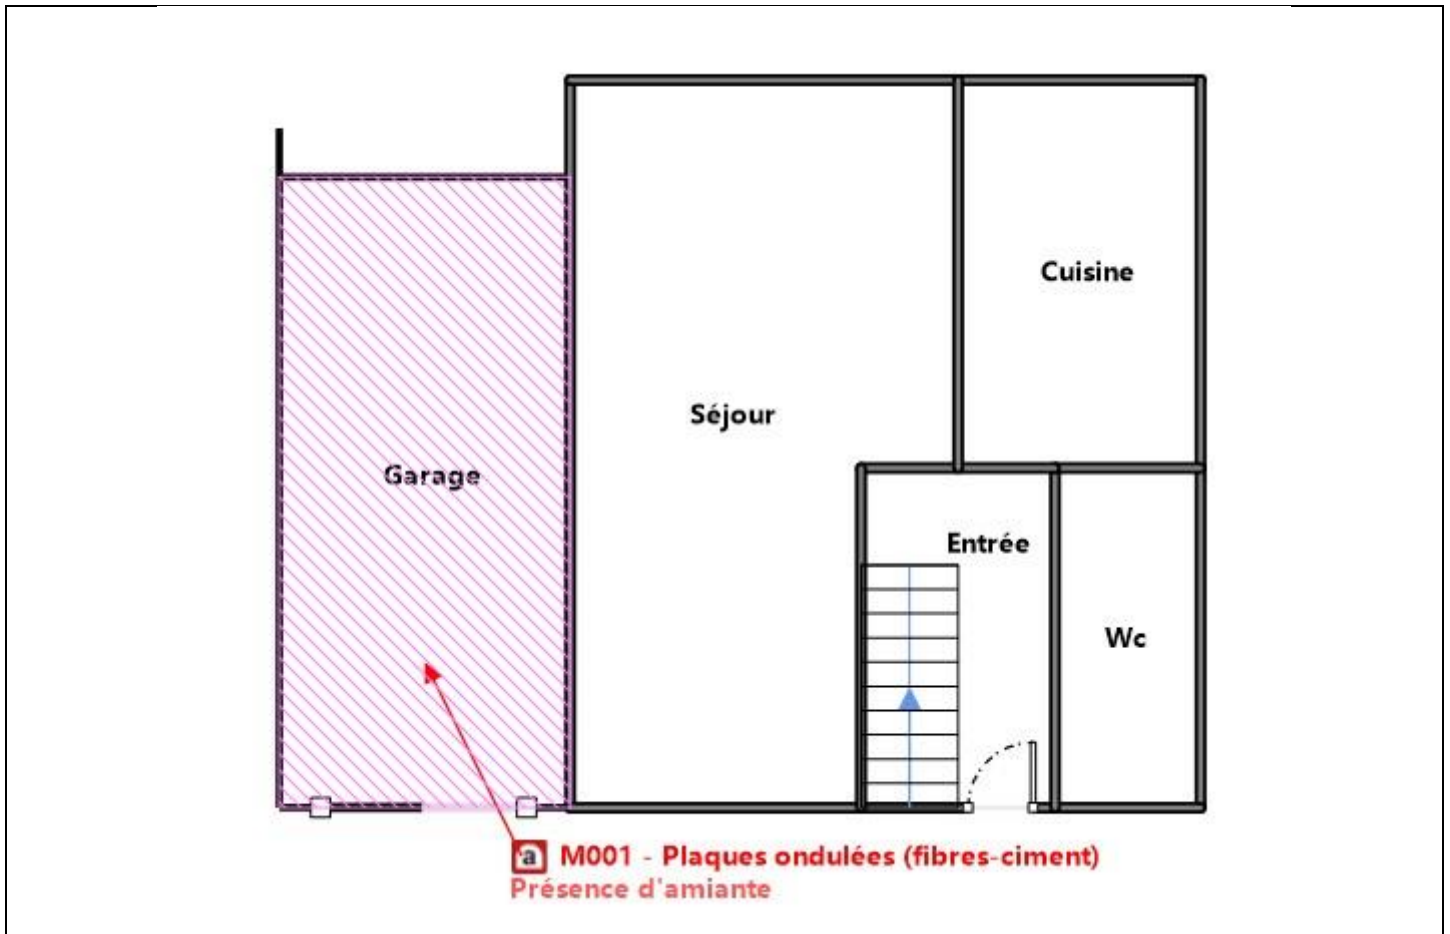 Cuisine
Séjour
Garage
Entrée
Wc
a M001 - Plaques ondulées (fibres-ciment)
Présence d'amiante